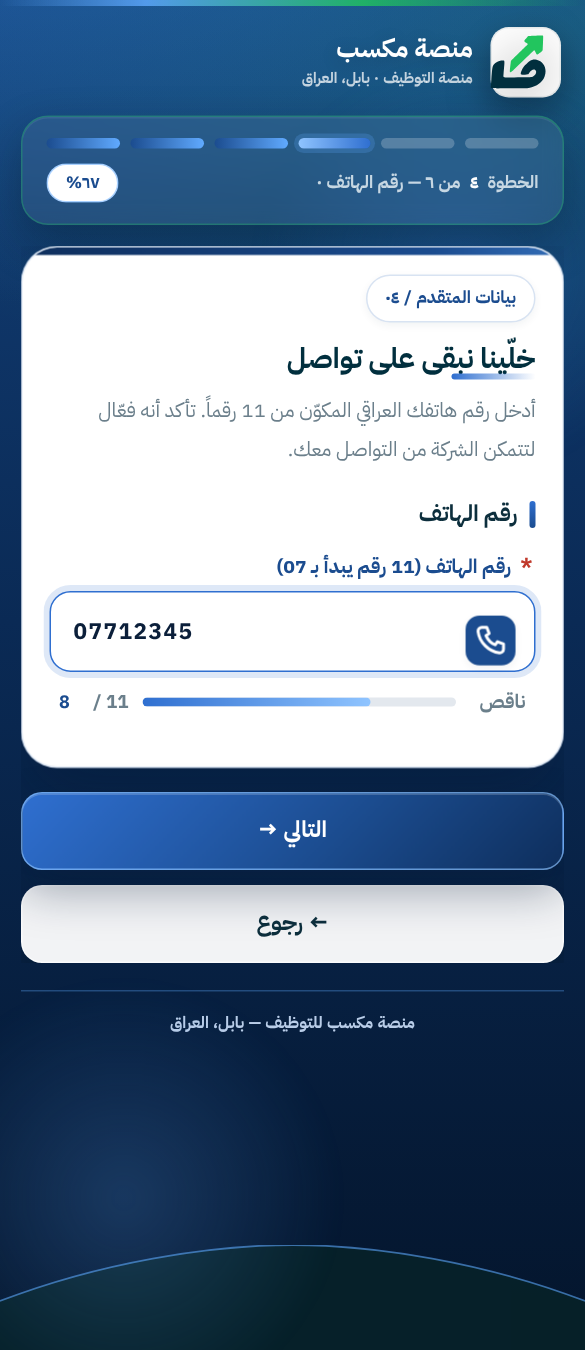 منصة مكسب
منصة التوظيف · بابل، العراق
الخطوة ٤ من ٦ — رقم الهاتف ·
%٦٧
بيانات المتقدم / ٠٤
خلّينا نبقى على تواصل
أدخل رقم هاتفك العراقي المكوّن من 11 رقماً. تأكد أنه فعّال
لتتمكن الشركة من التواصل معك.
رقم الهاتف
* رقم الهاتف (11 رقم يبدأ بـ 07)
07712345
ناقص 11 / 8
التالي →
← رجوع
منصة مكسب للتوظيف — بابل، العراق